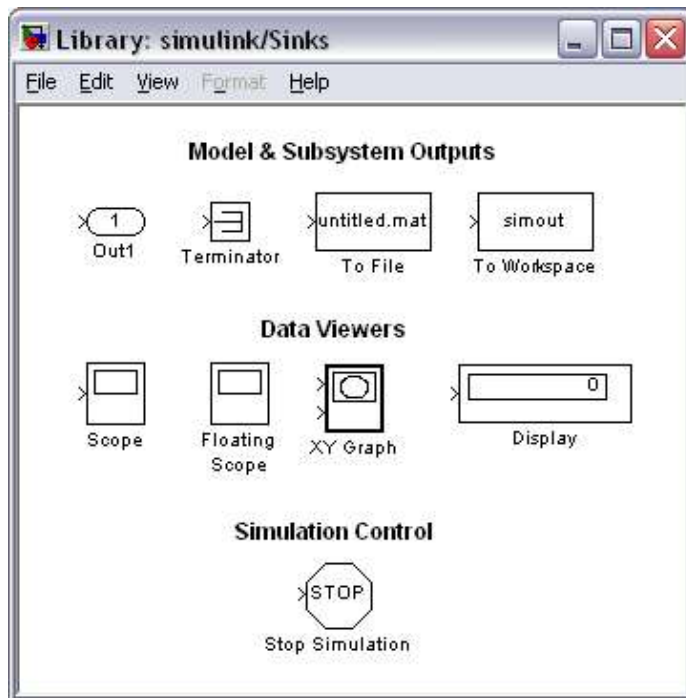 Library: simulink/Sinks
File Edit View Format Help
Model & Subsystem Outputs
1
Out1
Terminator
untitled.mat
To File
simout
To Workspace
Data Viewers
Scope
Floating
Scope
XY Graph
0
Display
Simulation Control
STOP
Stop Simulation